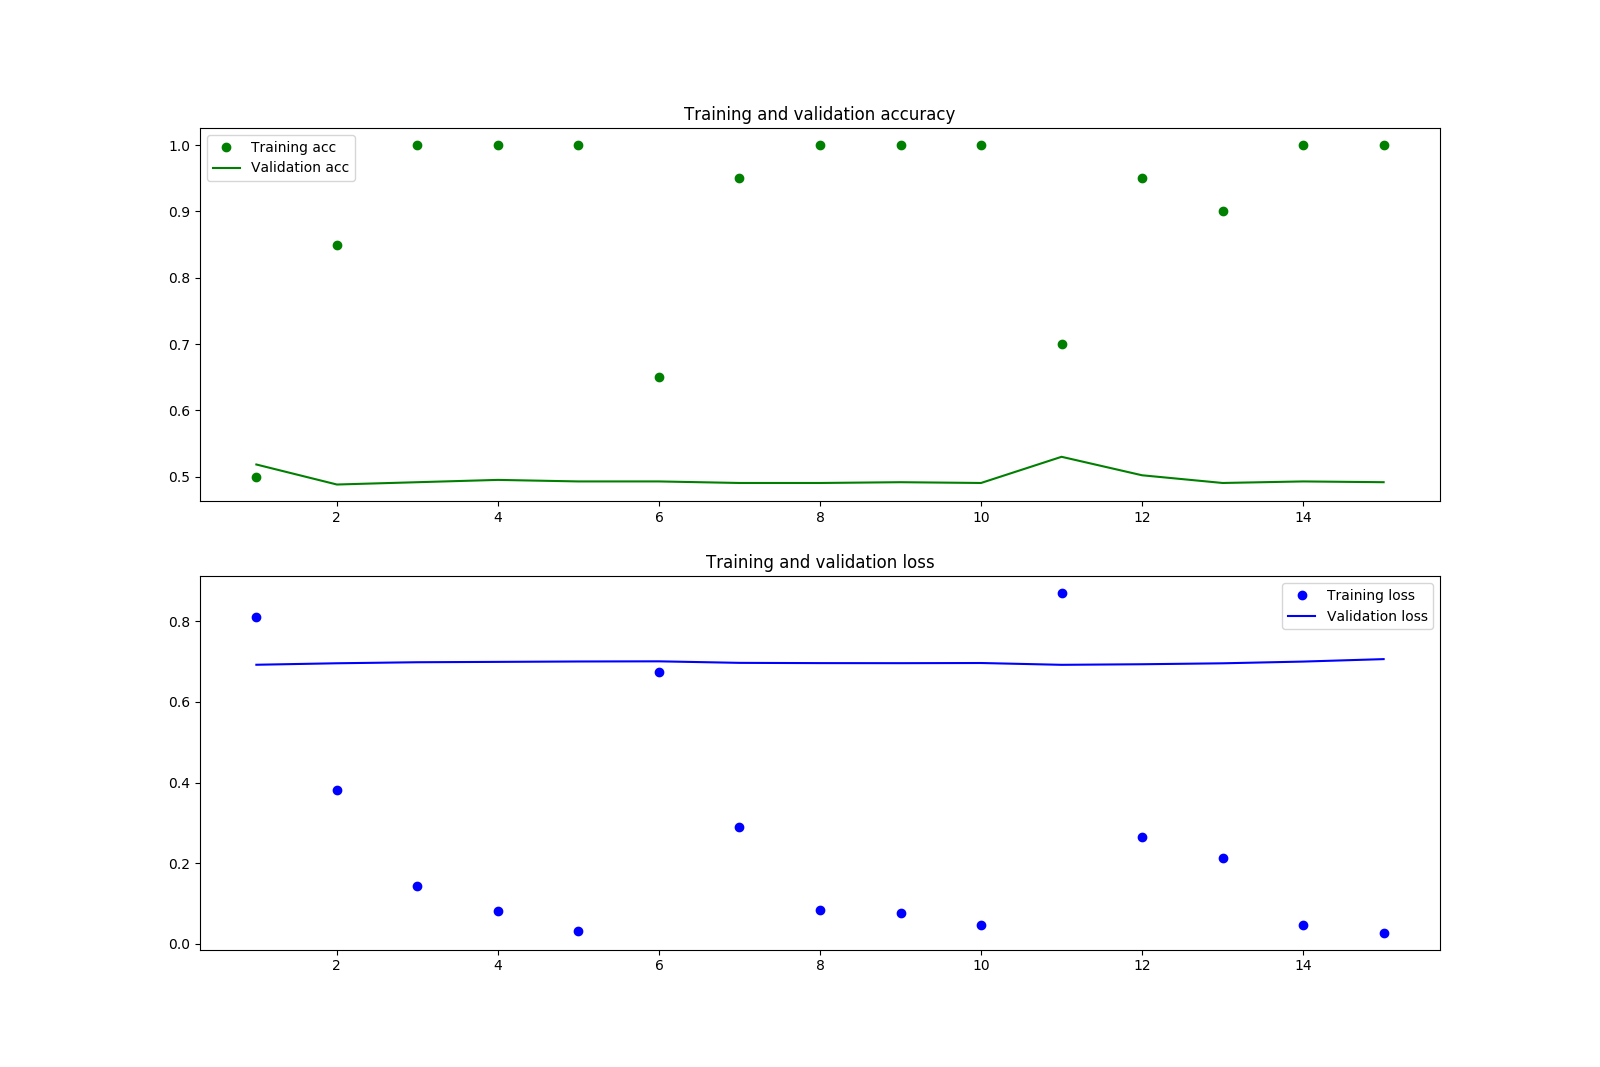 Training and validation accuracy
Training acc
Validation acc
1.0
0.9
0.8
0.7
0.6
0.5
2 4 6 8 10 12 14
Training and validation loss
Training loss
Validation loss
0.8
0.6
0.4
0.2
0.0
2 4 6 8 10 12 14